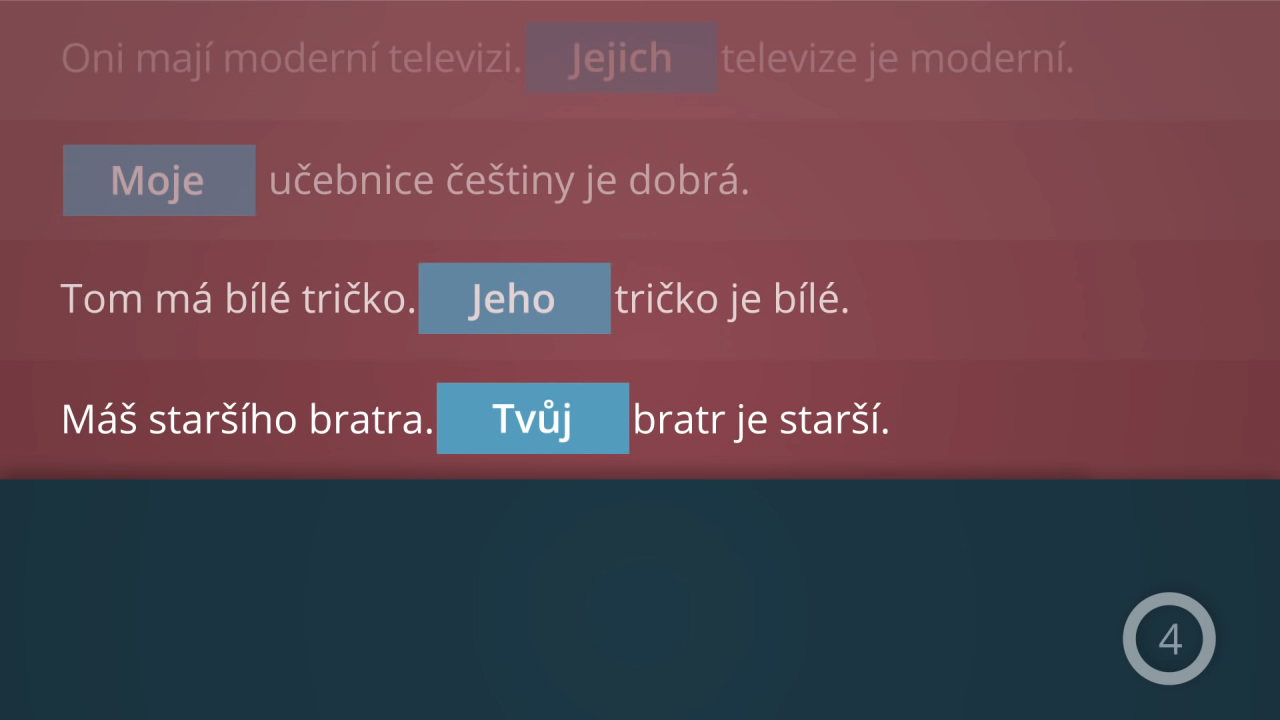 Oni mají moderní televizi. Jejich televize je moderní.
Moje učebnice češtiny je dobrá.
Tom má bílé tričko. Jeho tričko je bílé.
Máš staršího bratra. Tvůj bratr je starší.
4